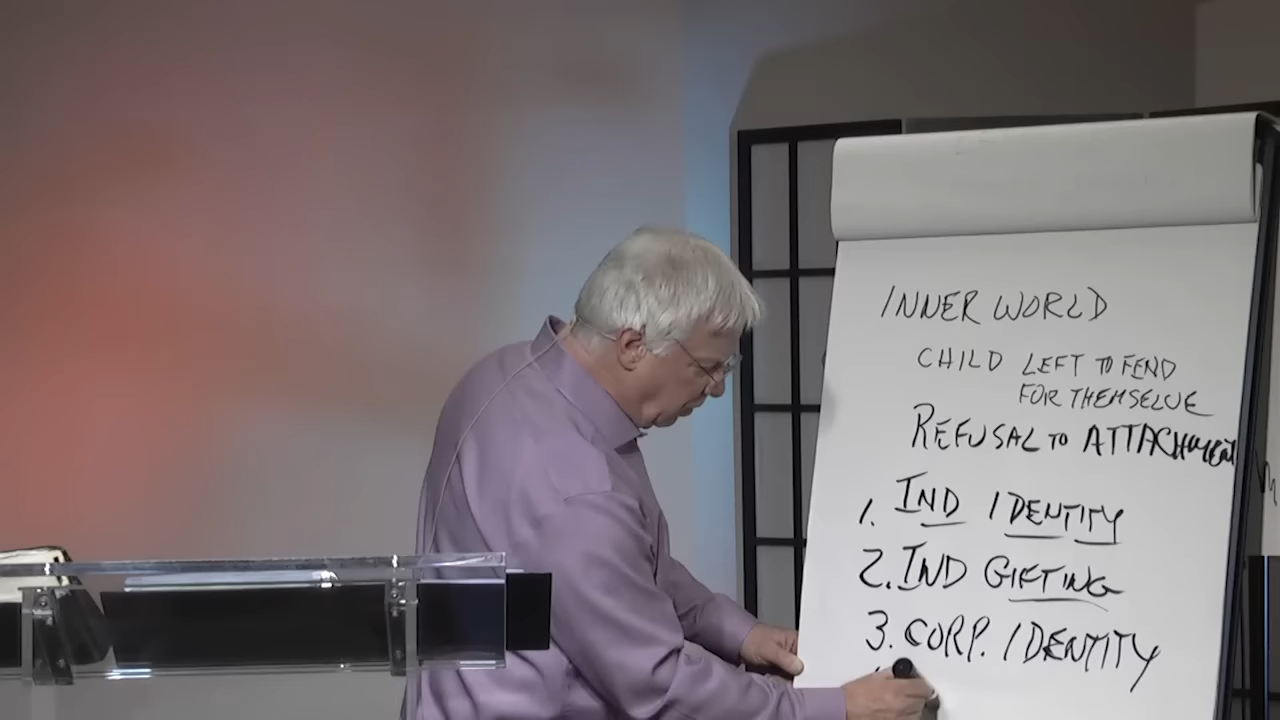 INNER WORLD
CHILD LEFT TO FEND
FOR THEMSELVE
REFUSAL TO ATTACHMENT
1. IND IDENTITY
2. IND GIFTING
3. CORP. IDENTITY